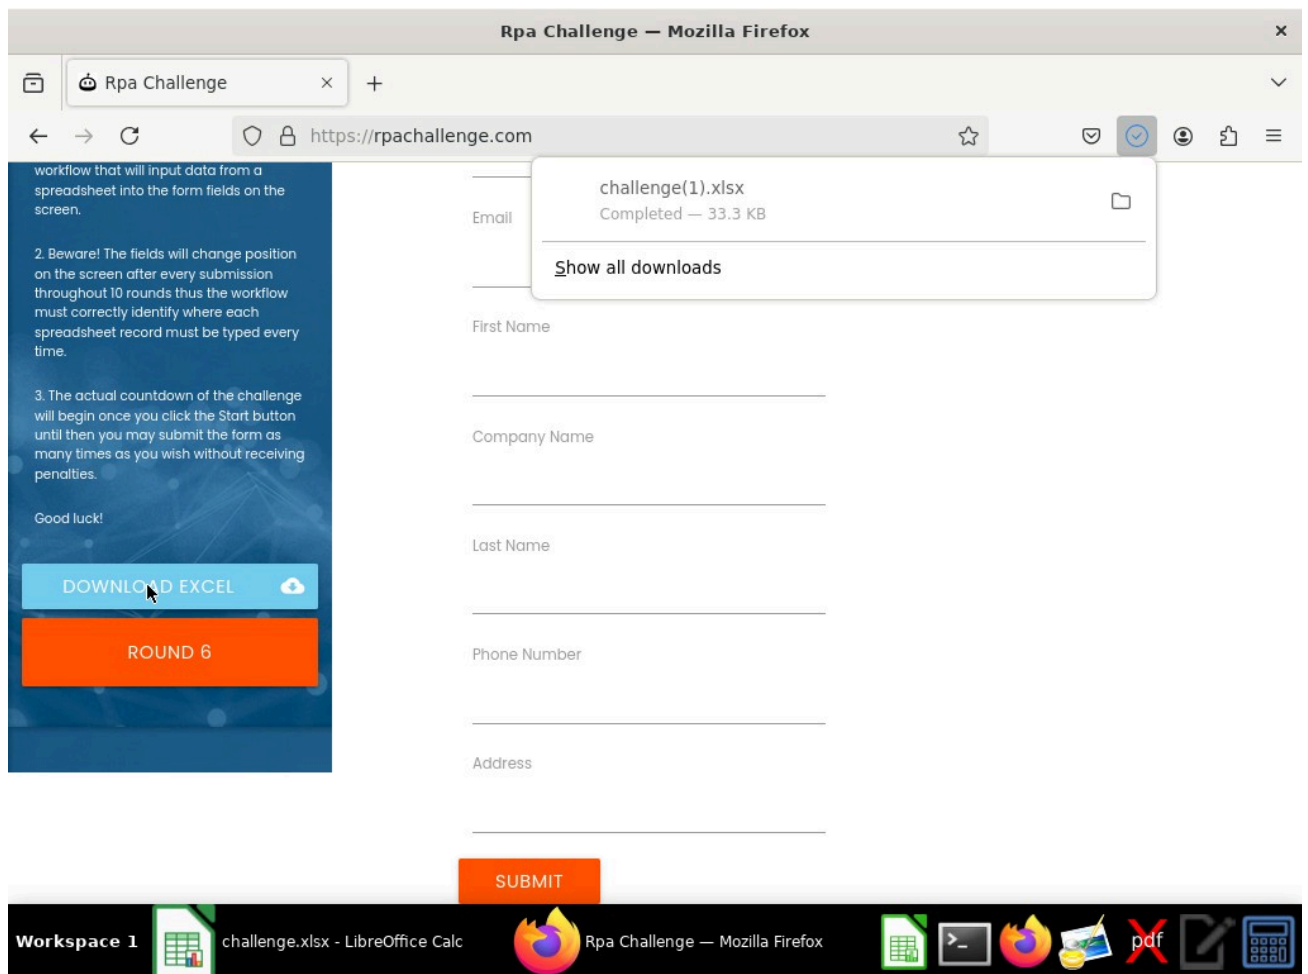 Rpa Challenge — Mozilla Firefox
Rpa Challenge
https://rpachallenge.com
workflow that will input data from a
spreadsheet into the form fields on the
screen.
2. Beware! The fields will change position
on the screen after every submission
throughout 10 rounds thus the workflow
must correctly identify where each
spreadsheet record must be typed every
time.
3. The actual countdown of the challenge
will begin once you click the Start button
until then you may submit the form as
many times as you wish without receiving
penalties.
Good luck!
DOWNLOAD EXCEL
ROUND 6
challenge(1).xlsx
Completed — 33.3 KB
Show all downloads
Email
First Name
Company Name
Last Name
Phone Number
Address
SUBMIT
Workspace 1
challenge.xlsx - LibreOffice Calc
Rpa Challenge — Mozilla Firefox
pdf